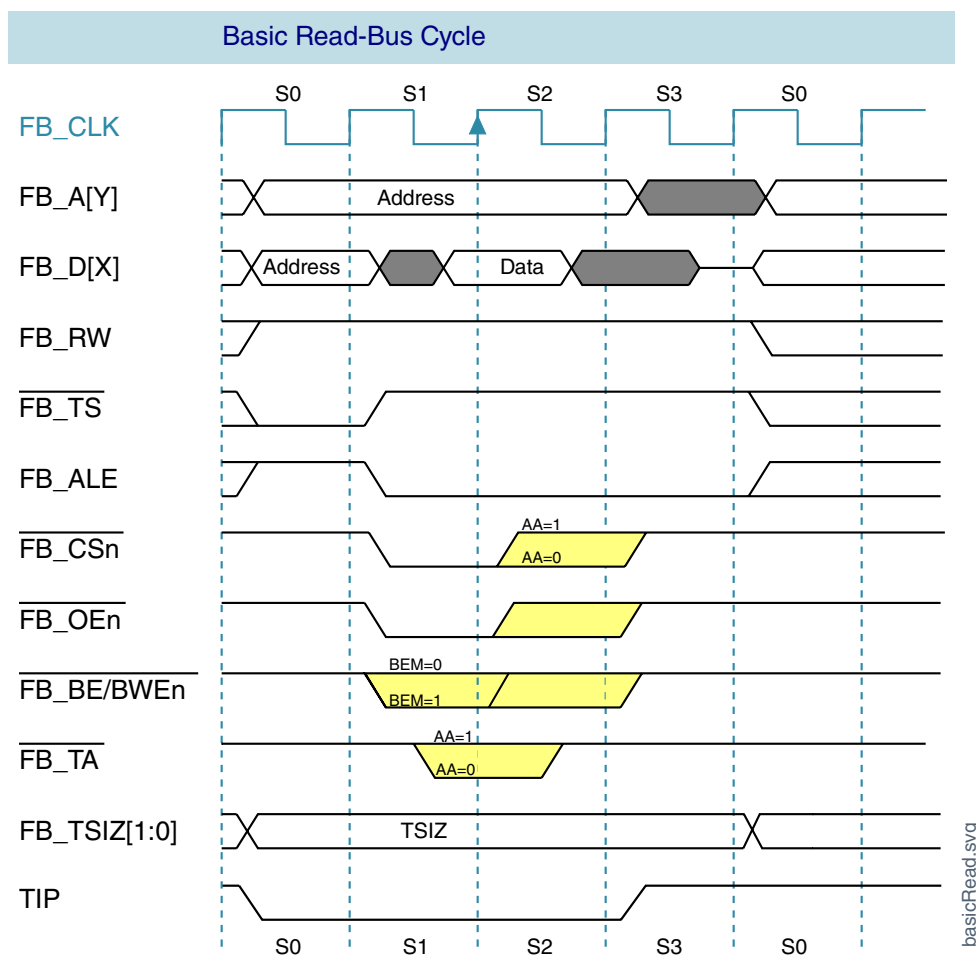 Basic Read-Bus Cycle
S0 S1 S2 S3 S0
FB_CLK
FB_A[Y] Address
FB_D[X] Address Data
FB_RW
FB_TS
FB_ALE
AA=1
FB_CSn
AA=0
FB_OEn
BEM=0
FB_BE/BWEn
BEM=1
AA=1
FB_TA
AA=0
FB_TSIZ[1:0] TSIZ
TIP
S0 S1 S2 S3 S0
basicRead.svg